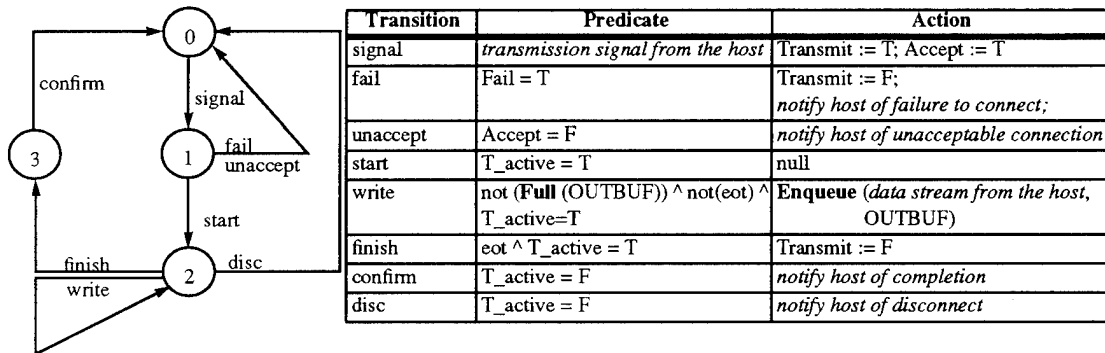 0
confirm
signal
3
1
fail
unaccept
start
finish
2
disc
write
Transition Predicate Action
signal transmission signal from the host Transmit := T; Accept := T
fail Fail = T Transmit := F;
notify host of failure to connect;
unaccept Accept = F notify host of unacceptable connection
start T_active = T null
write not (Full (OUTBUF)) ^ not(eot) ^ Enqueue (data stream from the host,
T_active=T OUTBUF)
finish eot ^ T_active = T Transmit := F
confirm T_active = F notify host of completion
disc T_active = F notify host of disconnect